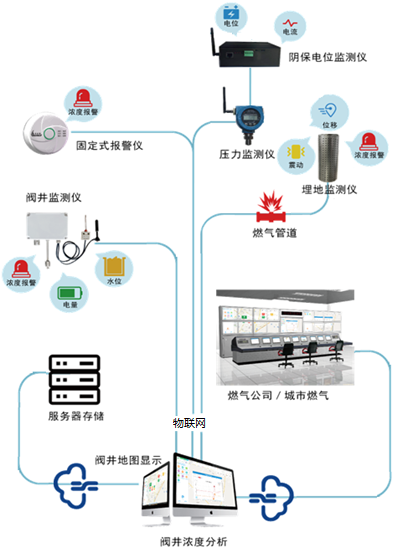 电位
电流
阴保电位监测仪
浓度报警
固定式报警仪
压力监测仪
位移
震动
浓度报警
埋地监测仪
阀井监测仪
燃气管道
浓度报警
电量
水位
燃气公司/城市燃气
服务器存储
物联网
阀井地图显示
阀井浓度分析